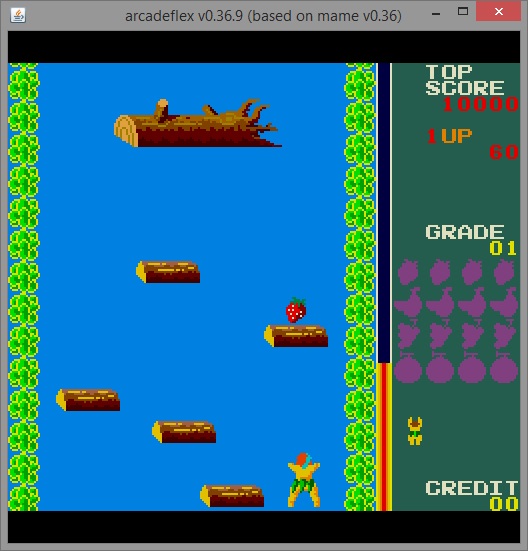 arcadeflex v0.36.9 (based on mame v0.36)
TOP
SCORE
10000
1UP
60
GRADE
01
CREDIT
00